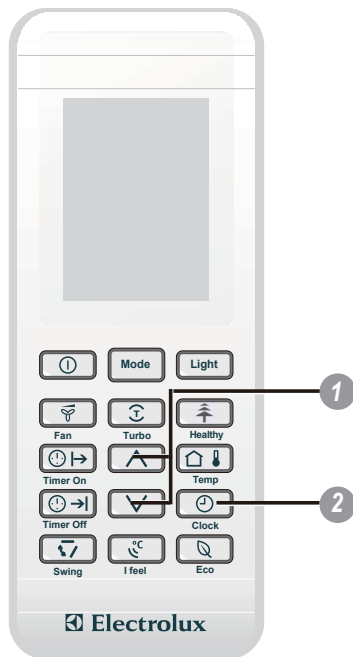 Mode Light
Fan Turbo Healthy
T
1
Timer On Temp
2
Timer Off Clock
°C
Swing I feel Eco
Electrolux